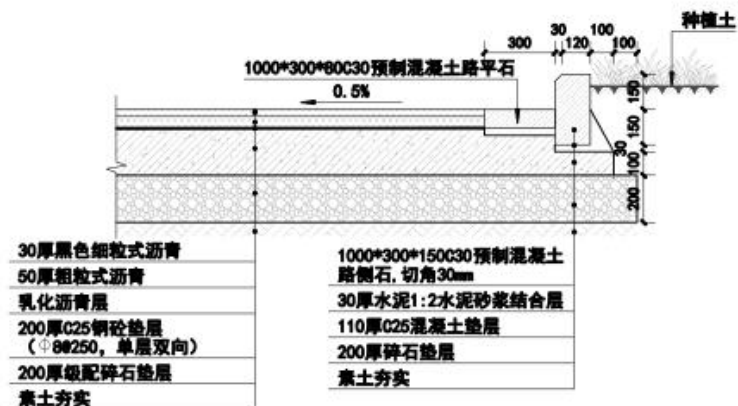 种植土
30 100
300 120 100
1000*300*80C30预制混凝土路平石
0.5%
150
150
30
100
200
30厚黑色细粒式沥青
50厚粗粒式沥青
乳化沥青层
200厚C25钢砼垫层
(Φ8@250, 单层双向)
200厚级配碎石垫层
素土夯实
1000*300*150C30预制混凝土
路侧石, 切角30mm
30厚水泥1:2水泥砂浆结合层
110厚C25混凝土垫层
200厚碎石垫层
素土夯实